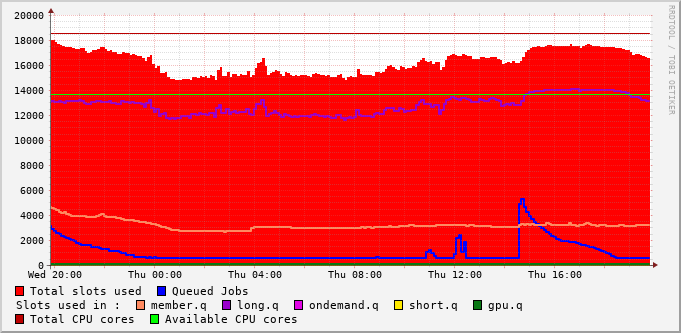 20000
18000
16000
14000
12000
10000
8000
6000
4000
2000
0
Wed 20:00 Thu 00:00 Thu 04:00 Thu 08:00 Thu 12:00 Thu 16:00
Total slots used Queued Jobs
Slots used in : member.q long.q ondemand.q short.q gpu.q
Total CPU cores Available CPU cores
RRDTOOL / TOBI OETIKER